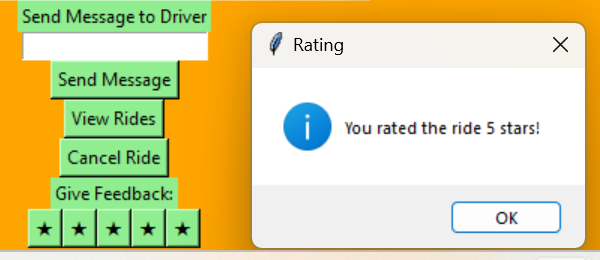 Send Message to Driver
Send Message
View Rides
Cancel Ride
Give Feedback:
★ ★ ★ ★ ★
Rating
You rated the ride 5 stars!
OK